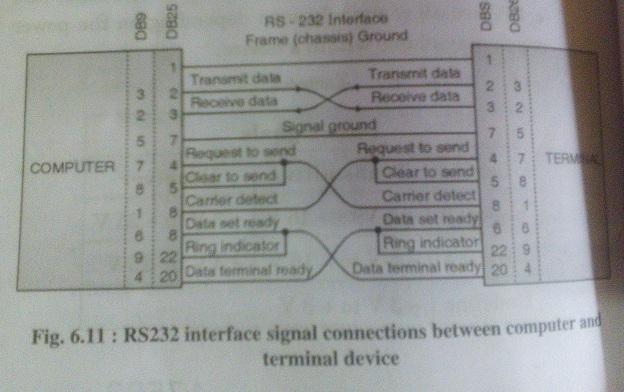 DB9 DB25 RS - 232 Interface DBS DB26
Frame (chassis) Ground
1 1
3 2 Transmit data Transmit data 2 3
2 3 Receive data Receive data 3 2
5 7 Signal ground 7 5
COMPUTER 7 4 Request to send Request to send 4 7 TERMINAL
8 5 Clear to send Clear to send 5 8
1 8 Carrier detect Carrier detect 8 1
6 8 Data set ready Data set ready 6 6
9 22 Ring indicator Ring indicator 22 9
4 20 Data terminal ready Data terminal ready 20 4
Fig. 6.11 : RS232 interface signal connections between computer and
terminal device